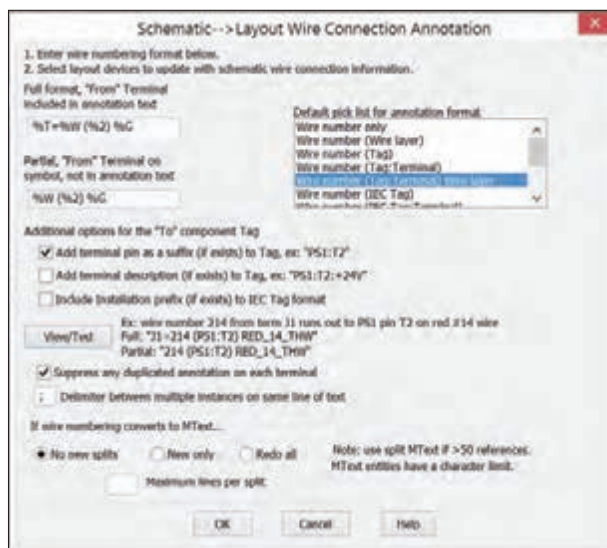 Schematic-->Layout Wire Connection Annotation
1. Enter wire numbering format below.
2. Select layout devices to update with schematic wire connection information.
Full format, "From" Terminal
included in annotation text
%T=%W (%2) %G
Partial, "From" Terminal on
symbol, not in annotation text
%W (%2) %G
Default pick list for annotation format
Wire number only
Wire number (Wire layer)
Wire number (Tag)
Wire number (Tag:Terminal)
Wire number (Tag:Terminal) Wire layer
Wire number (IEC Tag)
Wire number (IEC Tag:Terminal)
Additional options for the "To" component Tag
Add terminal pin as a suffix (if exists) to Tag, ex: "PS1:T2"
Add terminal description (if exists) to Tag, ex: "PS1:T2:+24V"
Include Installation prefix (if exists) to IEC Tag format
View/Test
Ex: wire number 214 from term J1 runs out to PS1 pin T2 on red #14 wire
Full: "J1=214 (PS1:T2) RED_14_THW"
Partial: "214 (PS1:T2) RED_14_THW"
Suppress any duplicated annotation on each terminal
; Delimiter between multiple instances on same line of text
If wire numbering converts to MText...
No new splits New only Redo all
Note: use split MText if >50 references.
MText entities have a character limit.
Maximum lines per split
OK Cancel Help